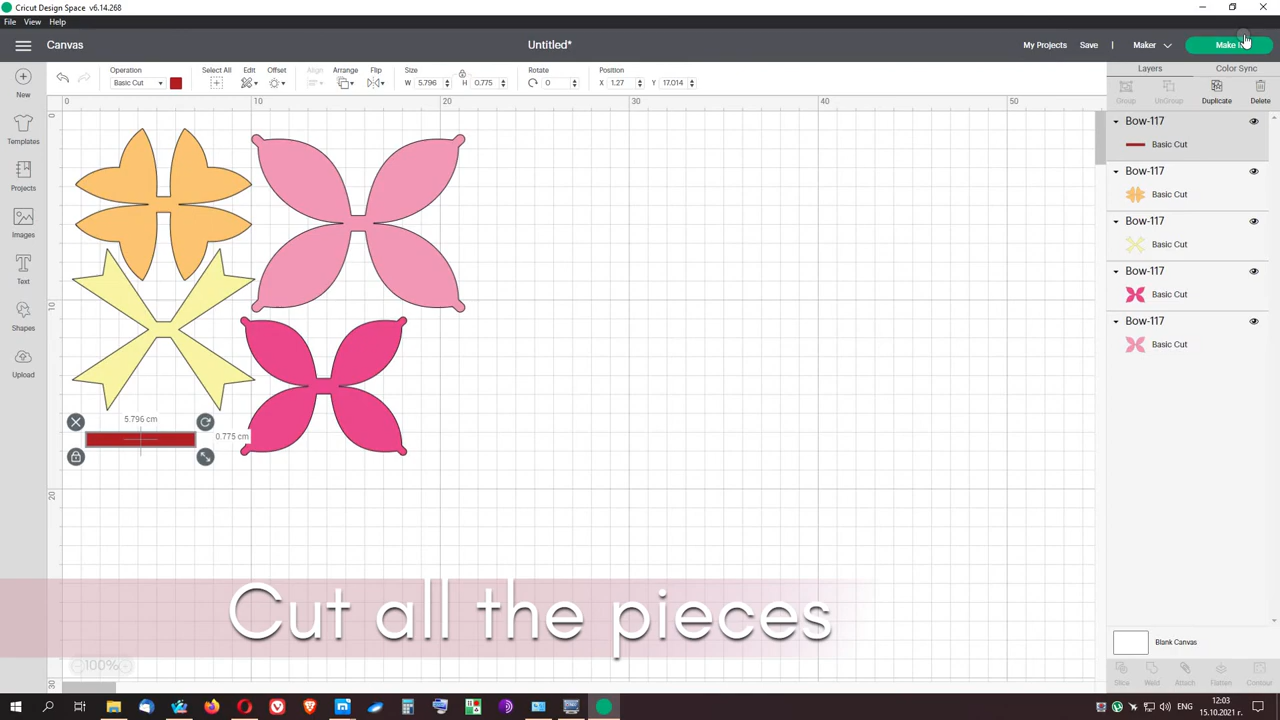 Cricut Design Space v6.14.268
File View Help
Canvas
Untitled*
My Projects Save | Maker
Operation
Basic Cut
Select All Edit Offset Align Arrange Flip
Size
W 5.796 H 0.775
Rotate
0
Position
X 1.27 Y 17.014
Layers Color Sync
Group UnGroup Duplicate Delete
New
Templates
Projects
Images
Text
Shapes
Upload
0 10 20 30 40 50
0
10
20
30
5.796 cm
0.775 cm
Bow-117
Basic Cut
Bow-117
Basic Cut
Bow-117
Basic Cut
Bow-117
Basic Cut
Bow-117
Basic Cut
Cut all the pieces
100%
Blank Canvas
Slice Weld Attach Flatten Contour
ENG
12:03
15.10.2021 г.